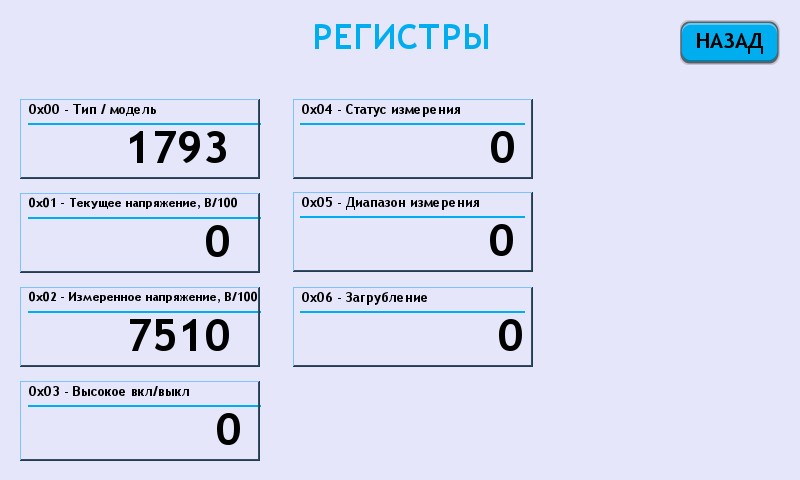 РЕГИСТРЫ
НАЗАД
0x00 - Тип / модель
1793
0x01 - Текущее напряжение, В/100
0
0x02 - Измеренное напряжение, В/100
7510
0x03 - Высокое вкл/выкл
0
0x04 - Статус измерения
0
0x05 - Диапазон измерения
0
0x06 - Загрубление
0